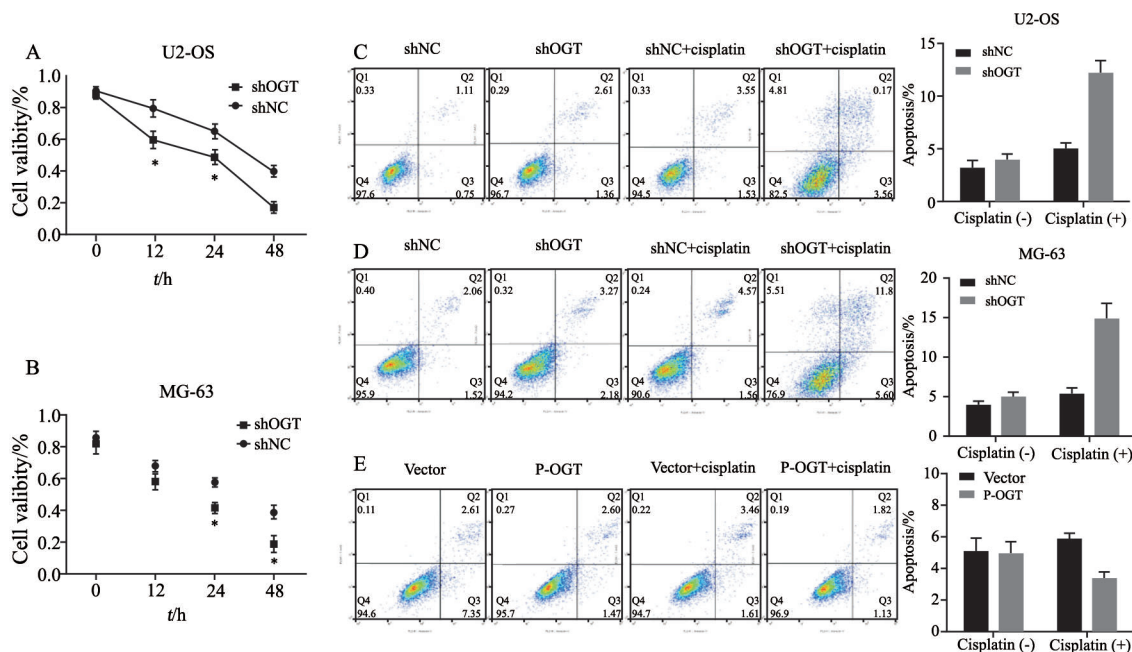 A
U2-OS
Cell valibity/%
1.0
0.8
0.6
0.4
0.2
0.0
shOGT
shNC
*
*
0 12 24 48
t/h
B
MG-63
Cell valibity/%
1.0
0.8
0.6
0.4
0.2
0.0
shOGT
shNC
*
*
0 12 24 48
t/h
C
shNC shOGT shNC+cisplatin shOGT+cisplatin
Q1 Q2 Q1 Q2 Q1 Q2 Q1 Q2
0.33 1.11 0.29 2.61 0.33 3.55 4.81 0.17
Q4 Q3 Q4 Q3 Q4 Q3 Q4 Q3
97.6 0.75 96.7 1.36 94.5 1.53 82.5 3.56
U2-OS
Apoptosis/%
15
10
5
0
shNC
shOGT
Cisplatin (-) Cisplatin (+)
D
shNC shOGT shNC+cisplatin shOGT+cisplatin
Q1 Q2 Q1 Q2 Q1 Q2 Q1 Q2
0.40 2.06 0.32 3.27 0.24 4.57 5.51 11.8
Q4 Q3 Q4 Q3 Q4 Q3 Q4 Q3
95.9 1.52 94.2 2.18 90.6 1.56 76.9 5.60
MG-63
Apoptosis/%
20
15
10
5
0
shNC
shOGT
Cisplatin (-) Cisplatin (+)
E
Vector P-OGT Vector+cisplatin P-OGT+cisplatin
Q1 Q2 Q1 Q2 Q1 Q2 Q1 Q2
0.11 2.61 0.27 2.60 0.22 3.46 0.19 1.82
Q4 Q3 Q4 Q3 Q4 Q3 Q4 Q3
94.6 7.35 95.7 1.47 94.7 1.61 96.9 1.13
Apoptosis/%
10
8
6
4
2
0
Vector
P-OGT
Cisplatin (-) Cisplatin (+)